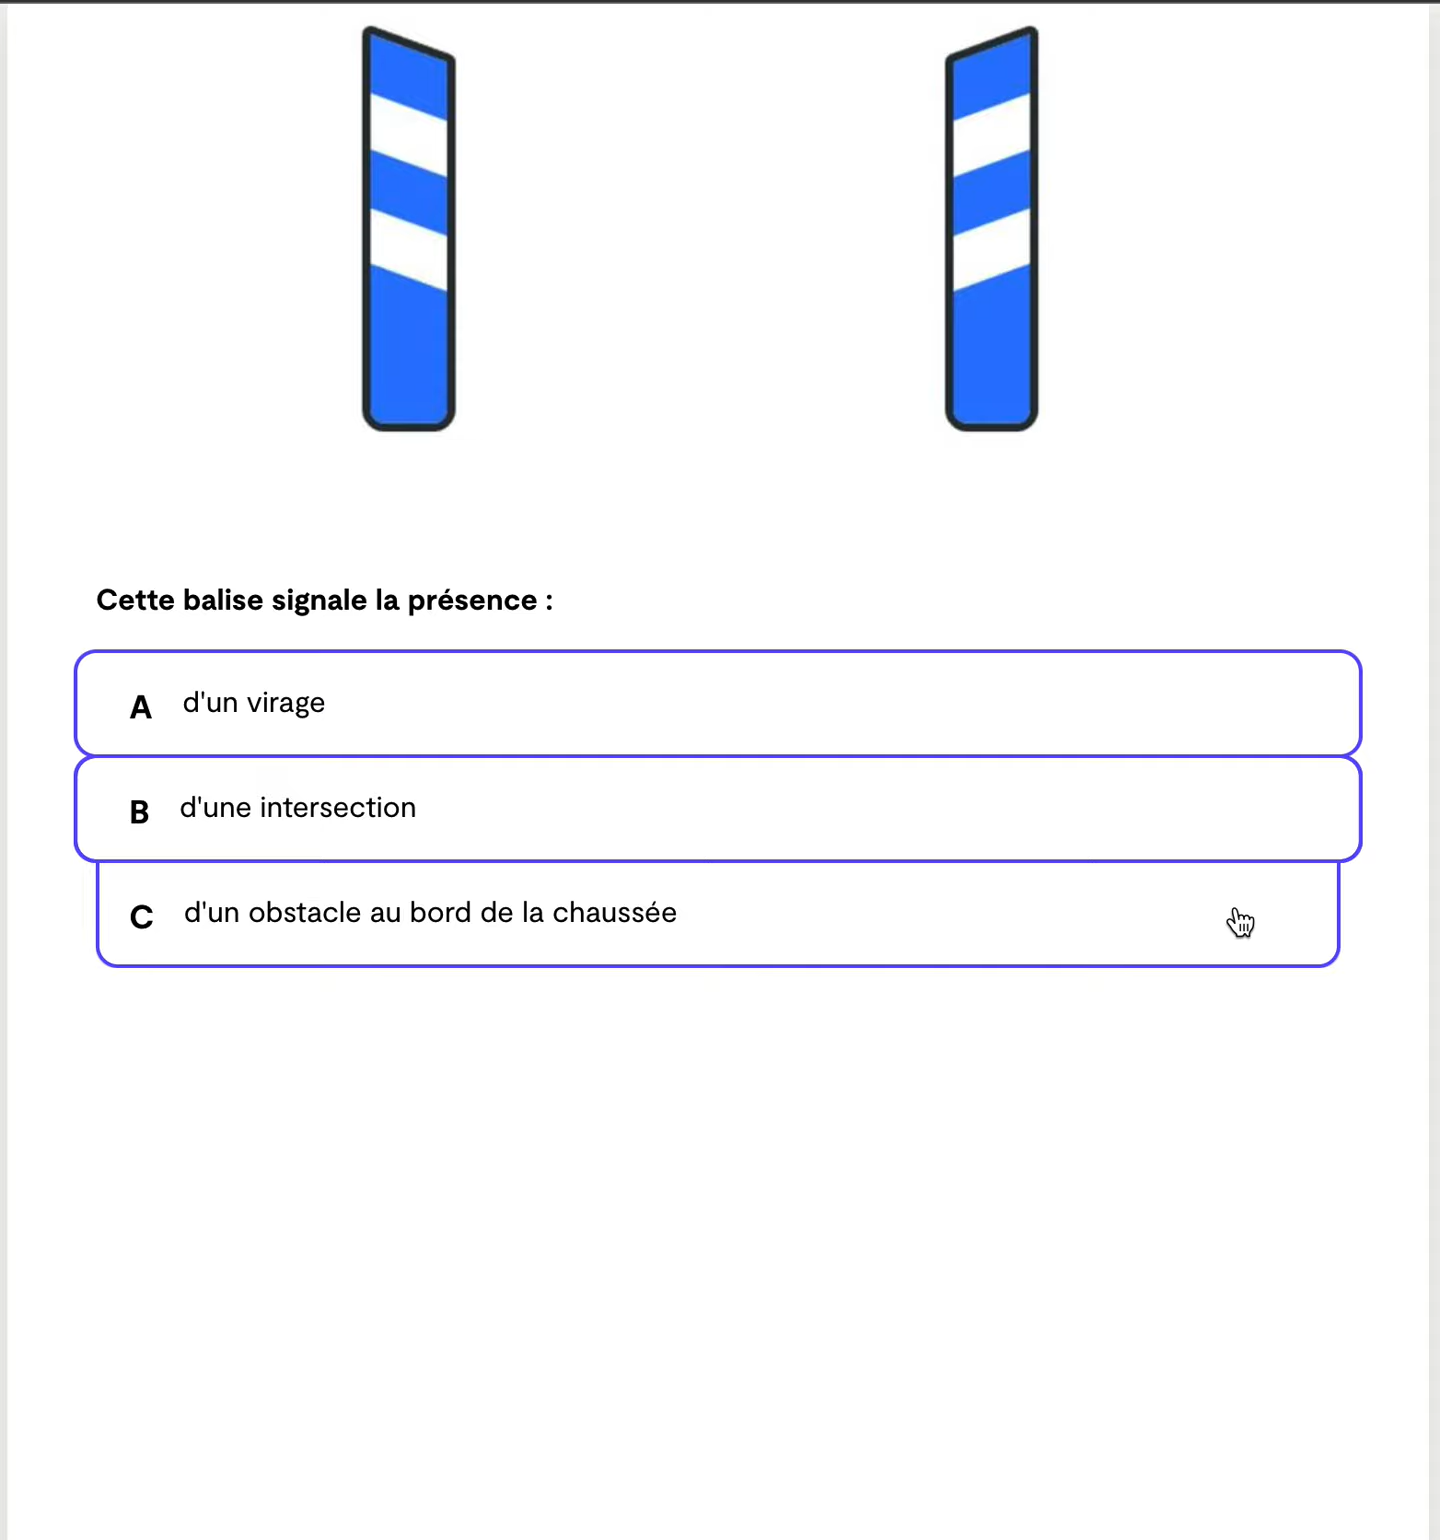 Cette balise signale la présence :
A d'un virage
B d'une intersection
C d'un obstacle au bord de la chaussée